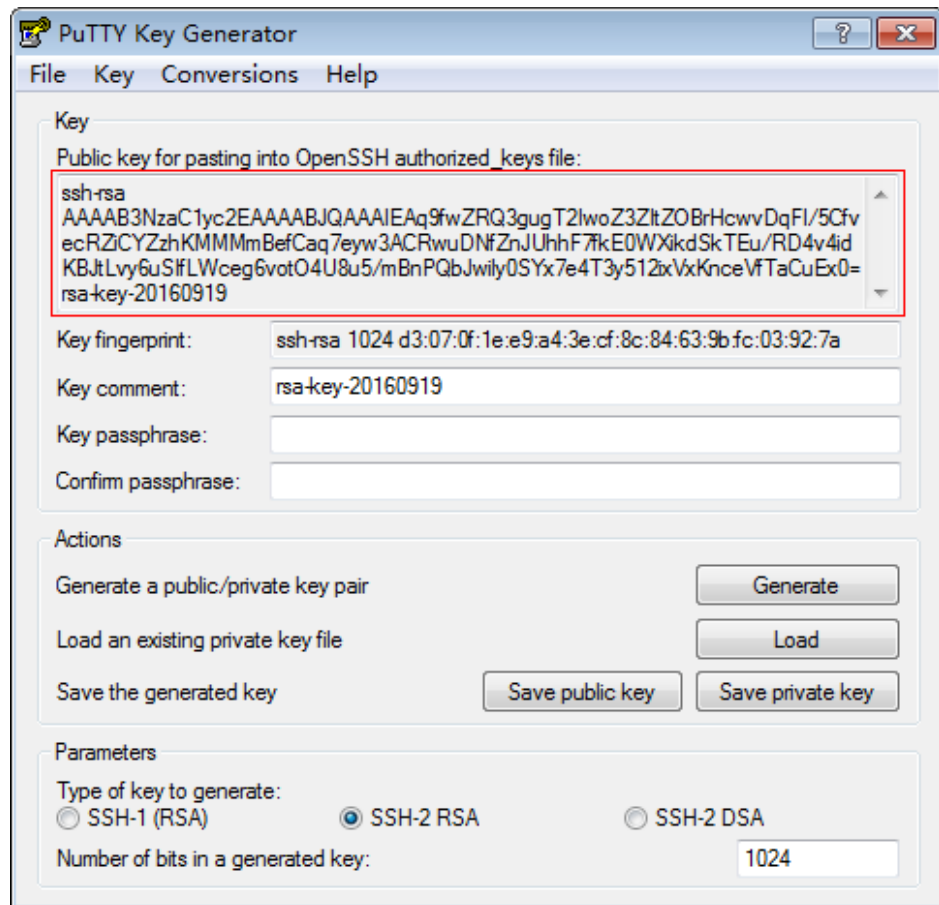 PuTTY Key Generator
File Key Conversions Help
Key
Public key for pasting into OpenSSH authorized_keys file:
ssh-rsa
AAAAB3NzaC1yc2EAAAABJQAAAIEAq9fwZRQ3gugT2lwoZ3ZltZOBrHcwvDqFl/5Cfv
ecRZiCYZzhKMMMmBefCaq7eyw3ACRwuDNfZnJUhhF7fkE0WXikdSkTEu/RD4v4id
KBJtLvy6uSlfLWceg6votO4U8u5/mBnPQbJwily0SYx7e4T3y512ixVxKnceVfTaCuEx0=
rsa-key-20160919
Key fingerprint: ssh-rsa 1024 d3:07:0f:1e:e9:a4:3e:cf:8c:84:63:9b:fc:03:92:7a
Key comment: rsa-key-20160919
Key passphrase:
Confirm passphrase:
Actions
Generate a public/private key pair Generate
Load an existing private key file Load
Save the generated key Save public key Save private key
Parameters
Type of key to generate:
SSH-1 (RSA) SSH-2 RSA SSH-2 DSA
Number of bits in a generated key: 1024